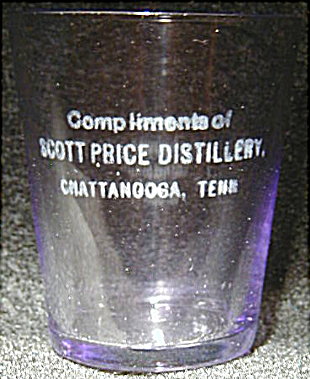 Compliments of
SCOTT PRICE DISTILLERY,
CHATTANOOGA, TENN